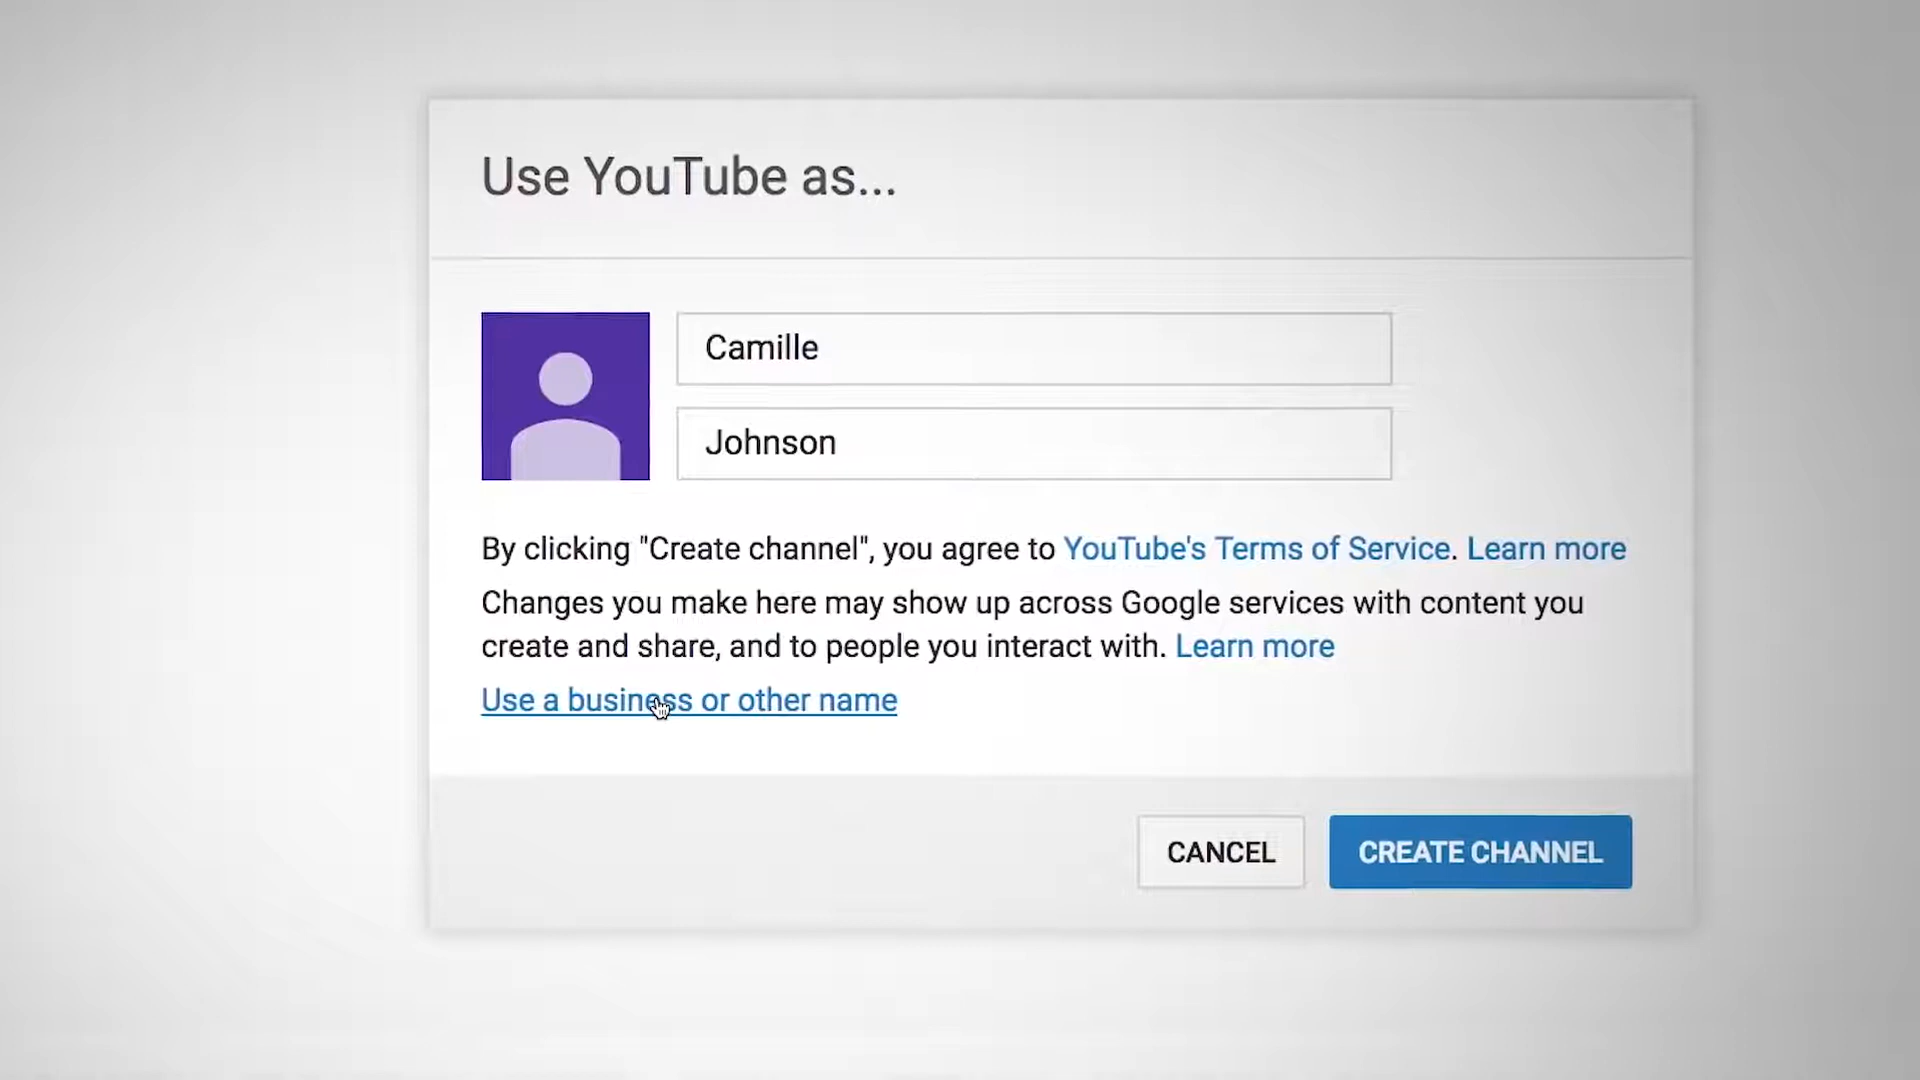 Use YouTube as...
Camille
Johnson
By clicking "Create channel", you agree to YouTube's Terms of Service. Learn more
Changes you make here may show up across Google services with content you
create and share, and to people you interact with. Learn more
Use a business or other name
CANCEL
CREATE CHANNEL